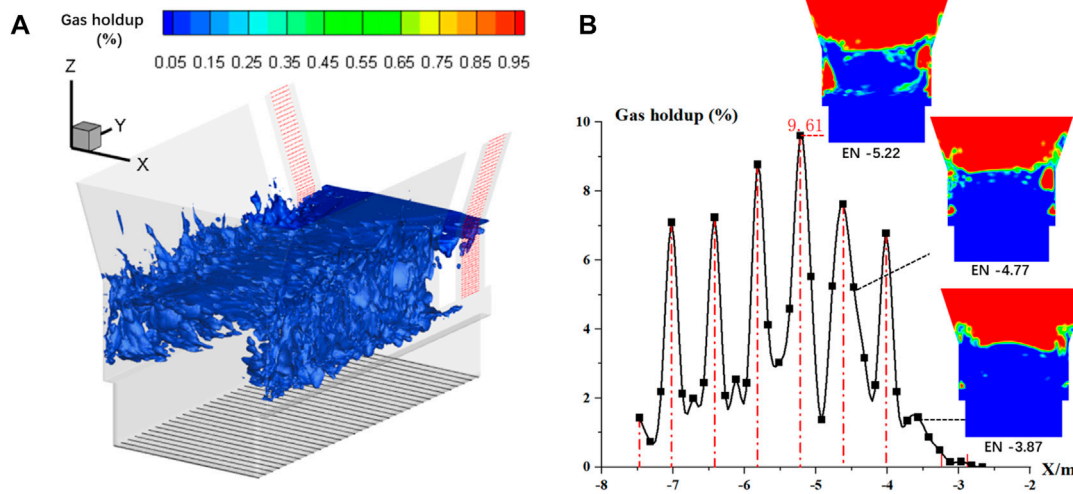 A
Gas holdup
(%)
0.05 0.15 0.25 0.35 0.45 0.55 0.65 0.75 0.85 0.95
Z
Y
X
B
Gas holdup (%)
9.61
10
8
6
4
2
0
-8 -7 -6 -5 -4 -3 -2
X/m
EN -5.22
EN -4.77
EN -3.87